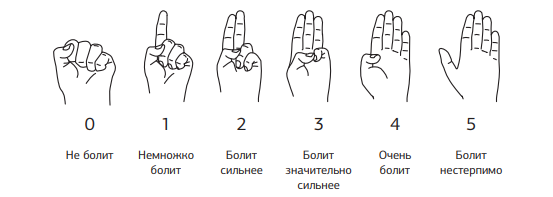 0 1 2 3 4 5
Не болит Немножко Болит Болит Очень Болит
болит сильнее значительно болит нестерпимо
сильнее